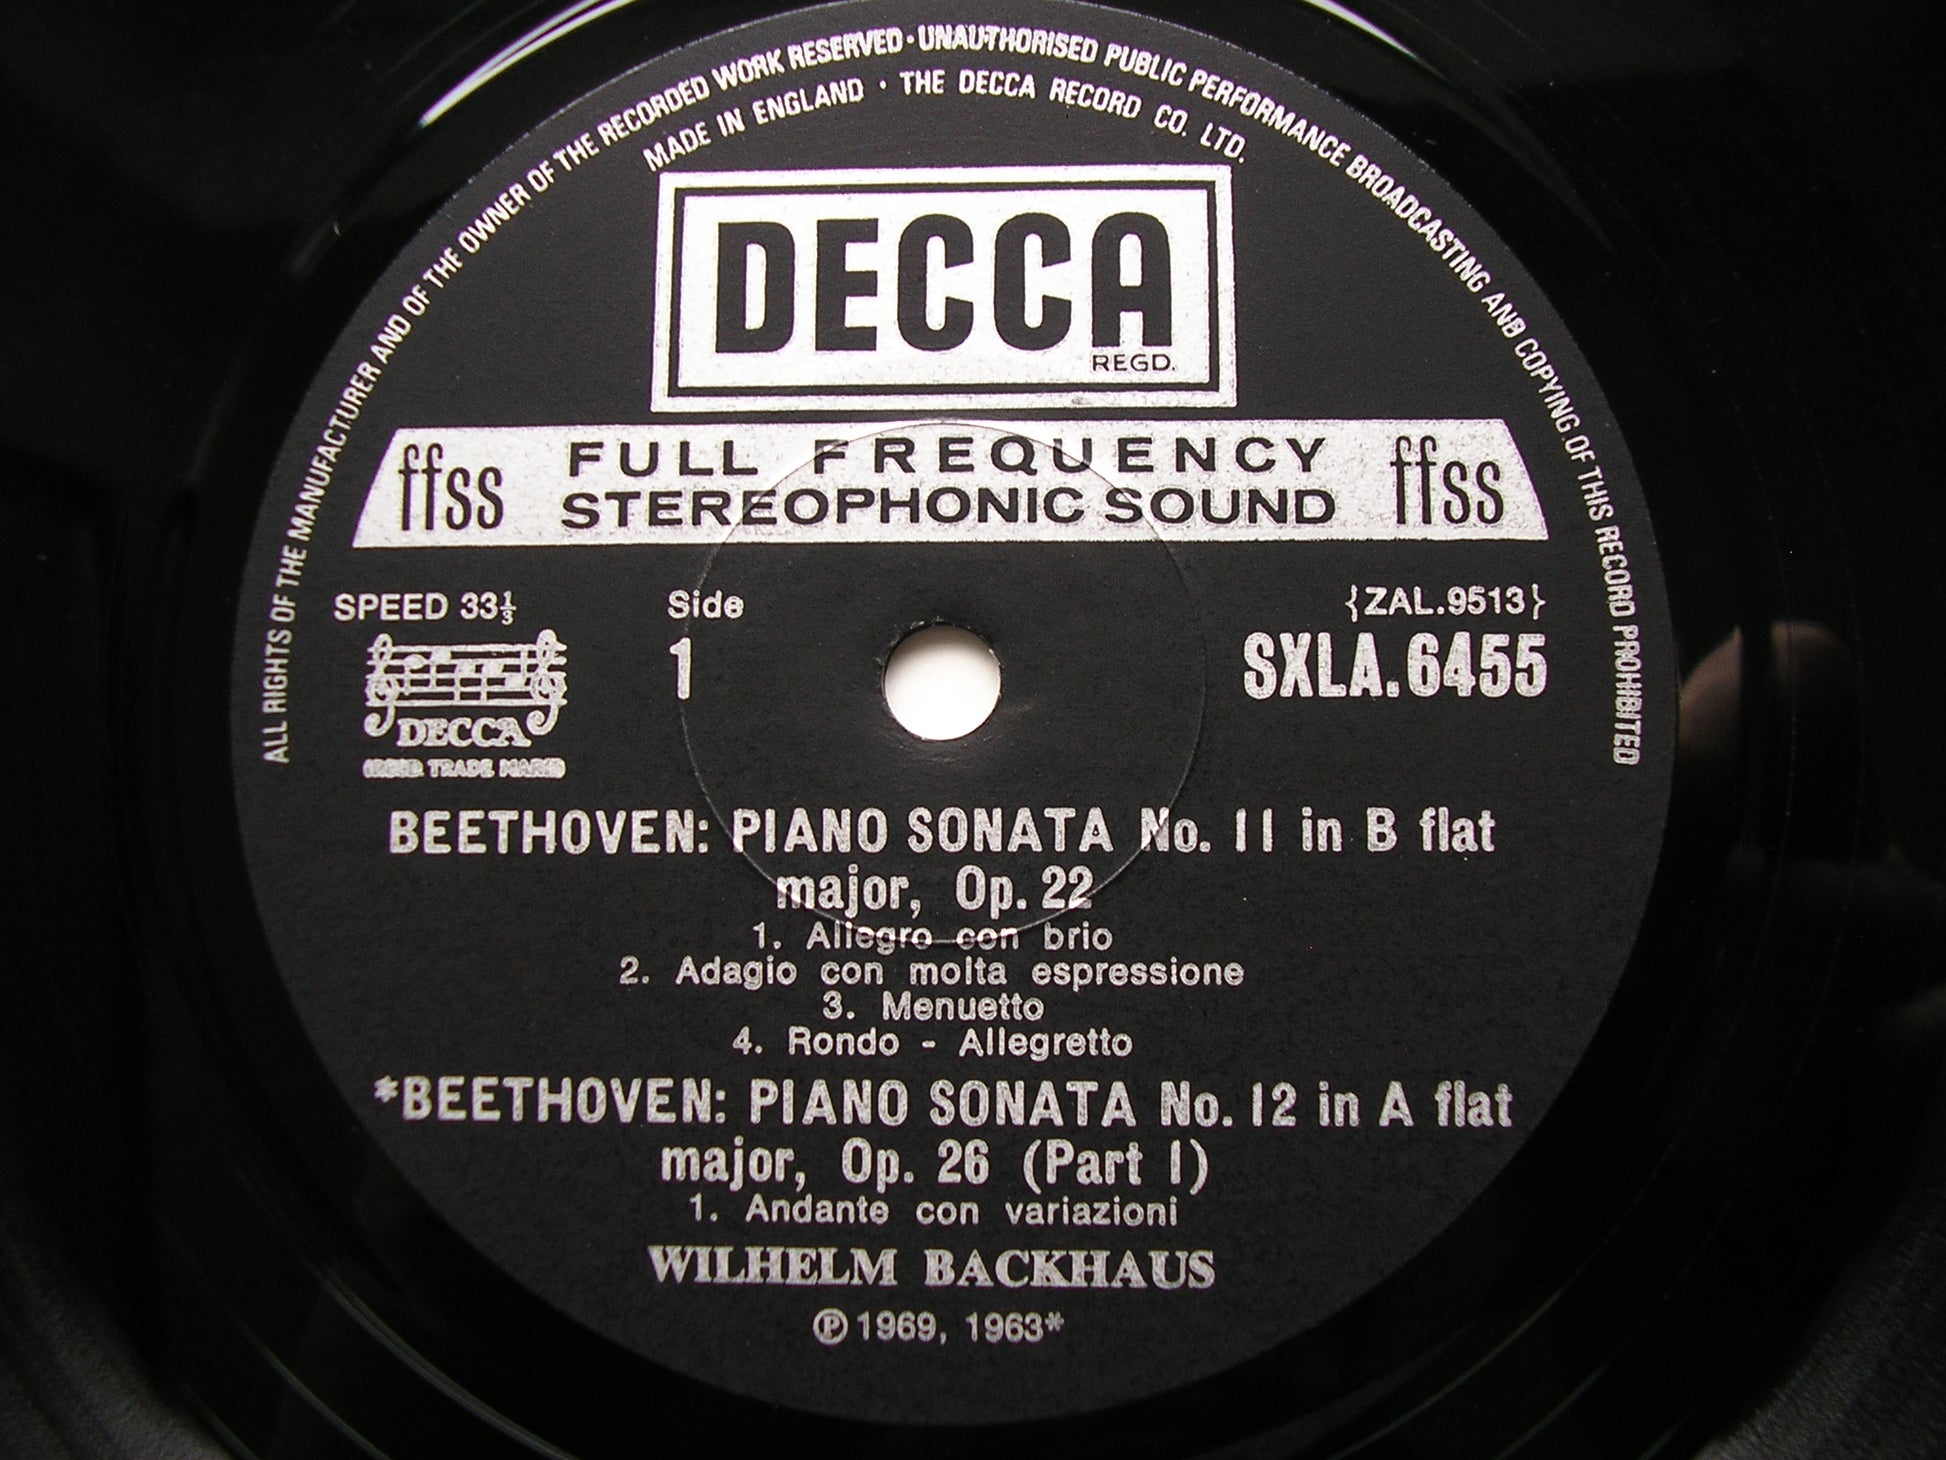 ALL RIGHTS OF THE MANUFACTURER AND OF THE OWNER OF THE RECORDED WORK RESERVED · UNAUTHORISED PUBLIC PERFORMANCE BROADCASTING AND COPYING OF THIS RECORD PROHIBITED
MADE IN ENGLAND · THE DECCA RECORD CO. LTD.
DECCA
REGD.
ffss FULL FREQUENCY STEREOPHONIC SOUND ffss
SPEED 33⅓ Side {ZAL.9513}
1 SXLA.6455
DECCA
REGD. TRADE MARK
BEETHOVEN: PIANO SONATA No. 11 in B flat
major, Op. 22
1. Allegro con brio
2. Adagio con molta espressione
3. Menuetto
4. Rondo - Allegretto
*BEETHOVEN: PIANO SONATA No. 12 in A flat
major, Op. 26 (Part 1)
1. Andante con variazioni
WILHELM BACKHAUS
℗ 1969, 1963*